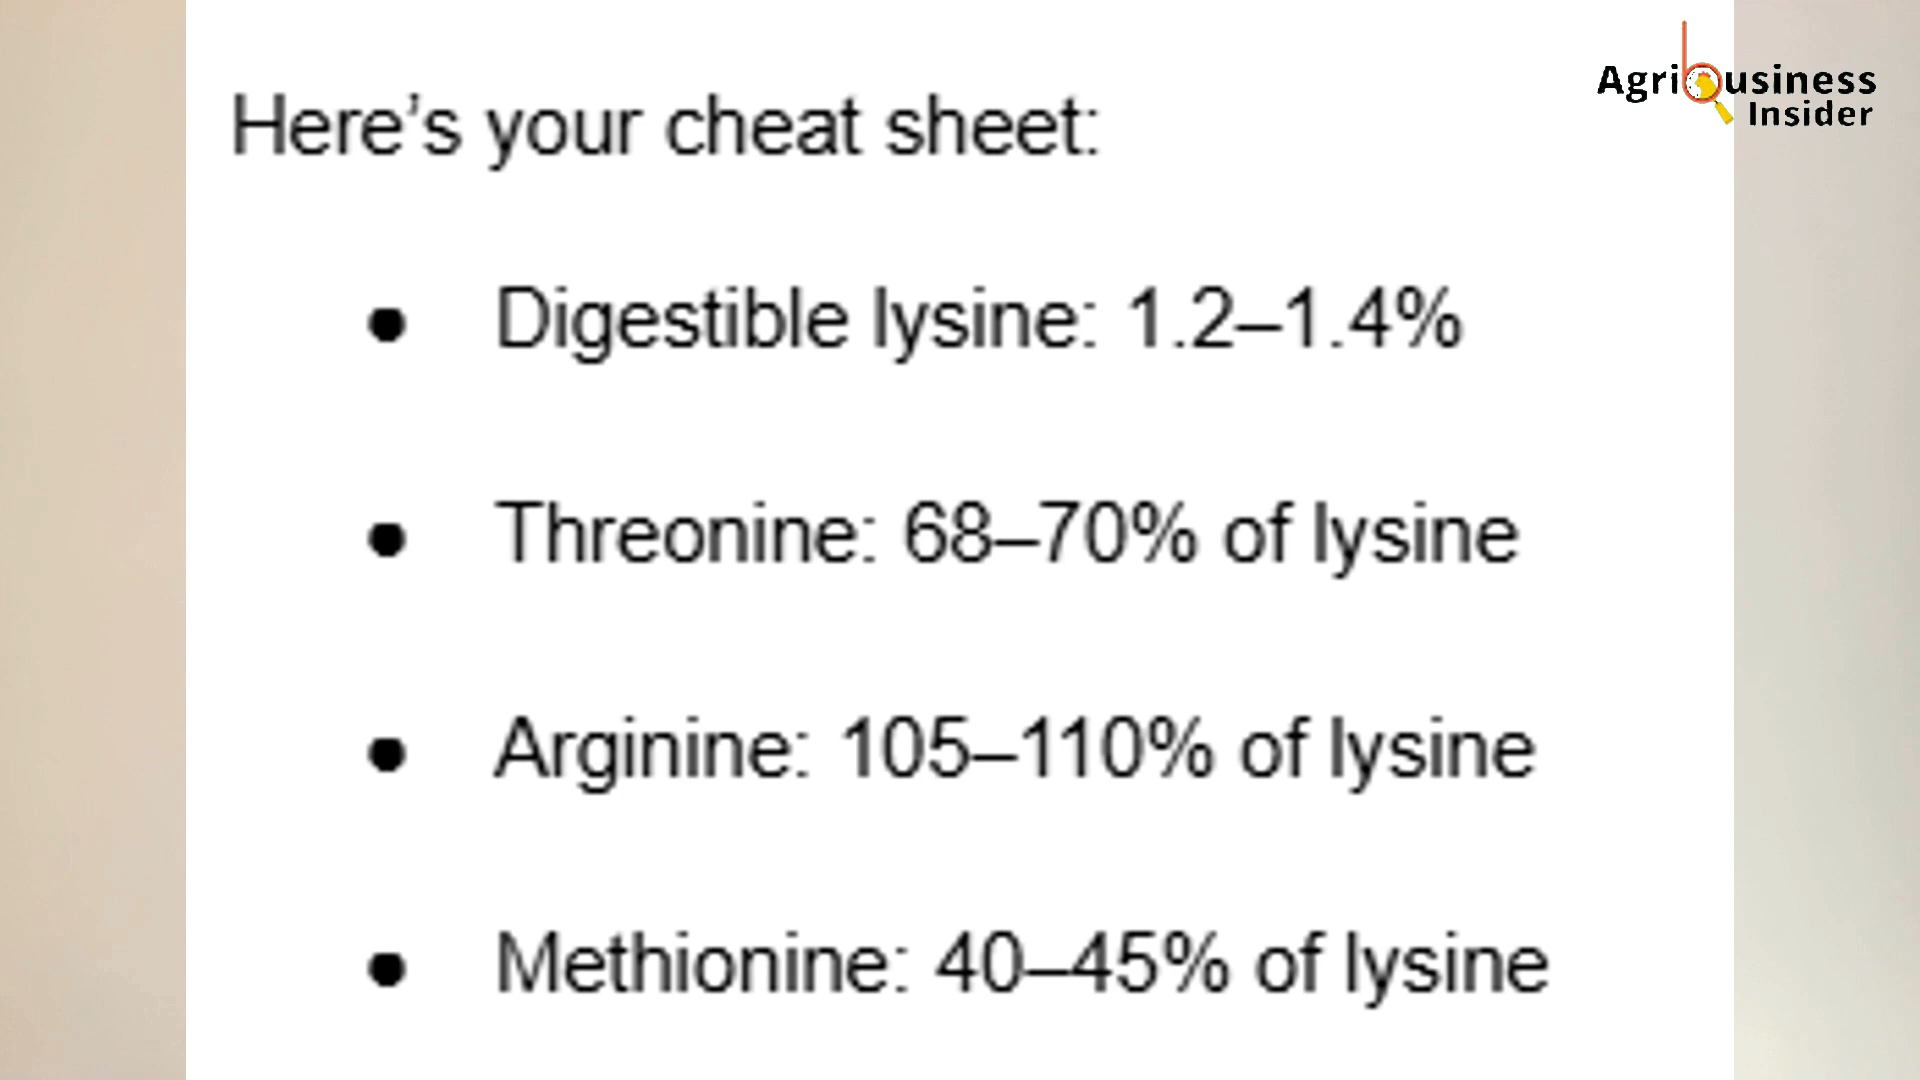 Agribusiness
Insider
Here’s your cheat sheet:
● Digestible lysine: 1.2–1.4%
● Threonine: 68–70% of lysine
● Arginine: 105–110% of lysine
● Methionine: 40–45% of lysine